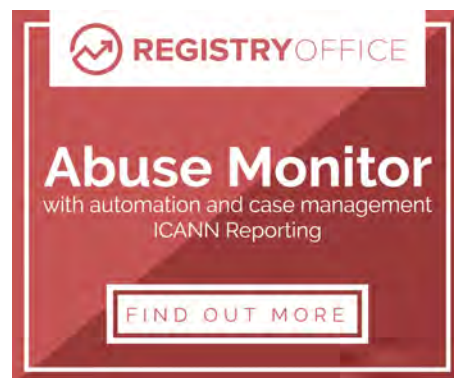 REGISTRYOFFICE
Abuse Monitor
with automation and case management
ICANN Reporting
FIND OUT MORE